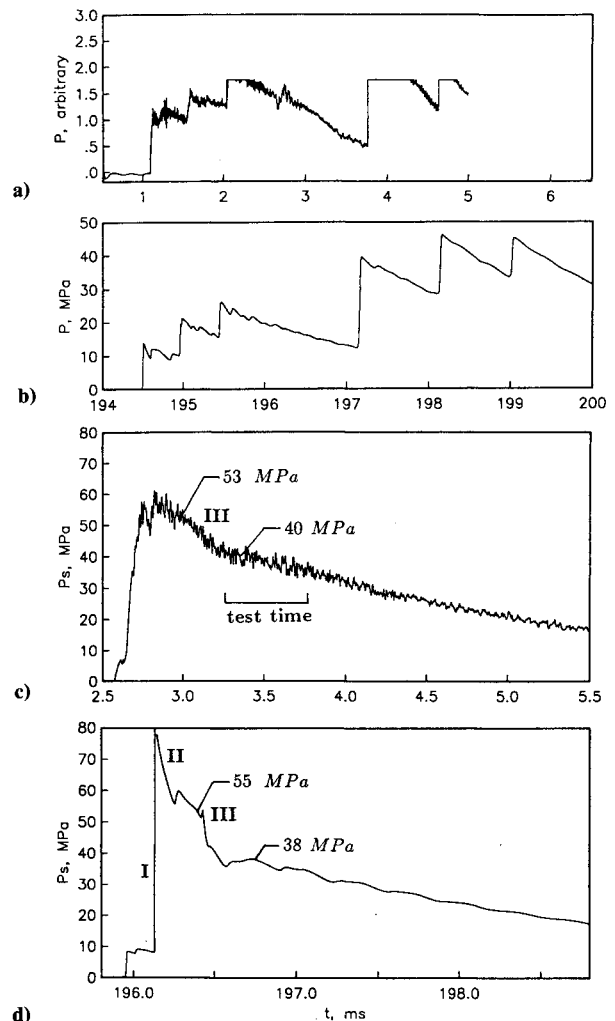 3.0
2.5
2.0
1.5
1.0
.5
.0
P, arbitrary
1 2 3 4 5 6
a)
50
40
30
20
10
0
P, MPa
194 195 196 197 198 199 200
b)
80
70
60
50
40
30
20
10
0
Ps, MPa
53 MPa
III
40 MPa
test time
2.5 3.0 3.5 4.0 4.5 5.0 5.5
c)
80
70
60
50
40
30
20
10
0
Ps, MPa
II
55 MPa
III
38 MPa
I
196.0 197.0 198.0
d)
t, ms